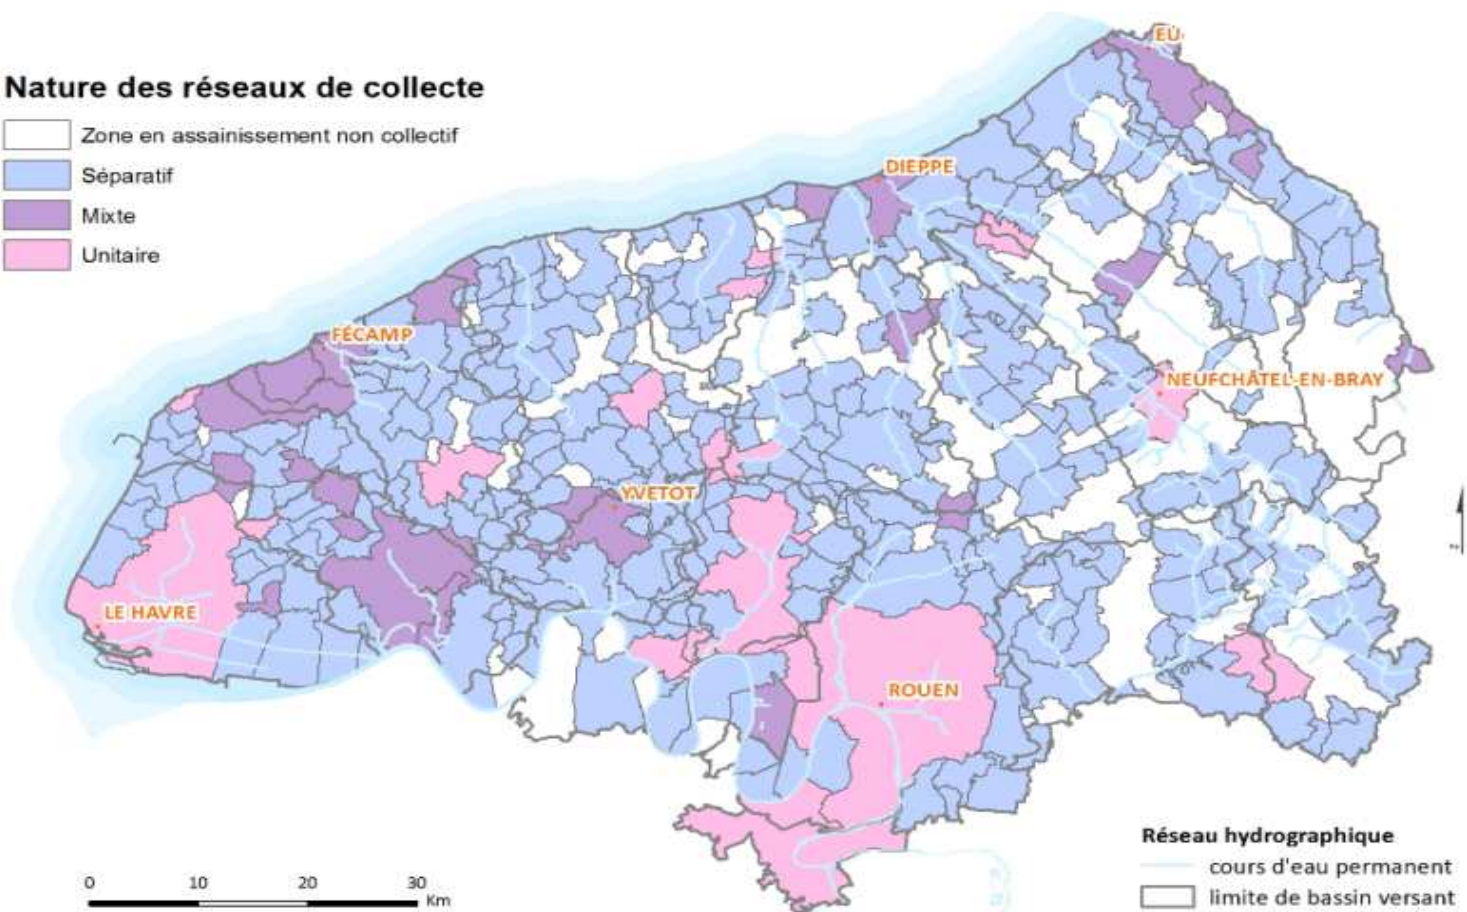 EU
Nature des réseaux de collecte
Zone en assainissement non collectif
Séparatif
Mixte
Unitaire
DIEPPE
FÉCAMP
NEUFCHÂTEL-EN-BRAY
YVETOT
LE HAVRE
ROUEN
Réseau hydrographique
cours d'eau permanent
limite de bassin versant
0 10 20 30
Km